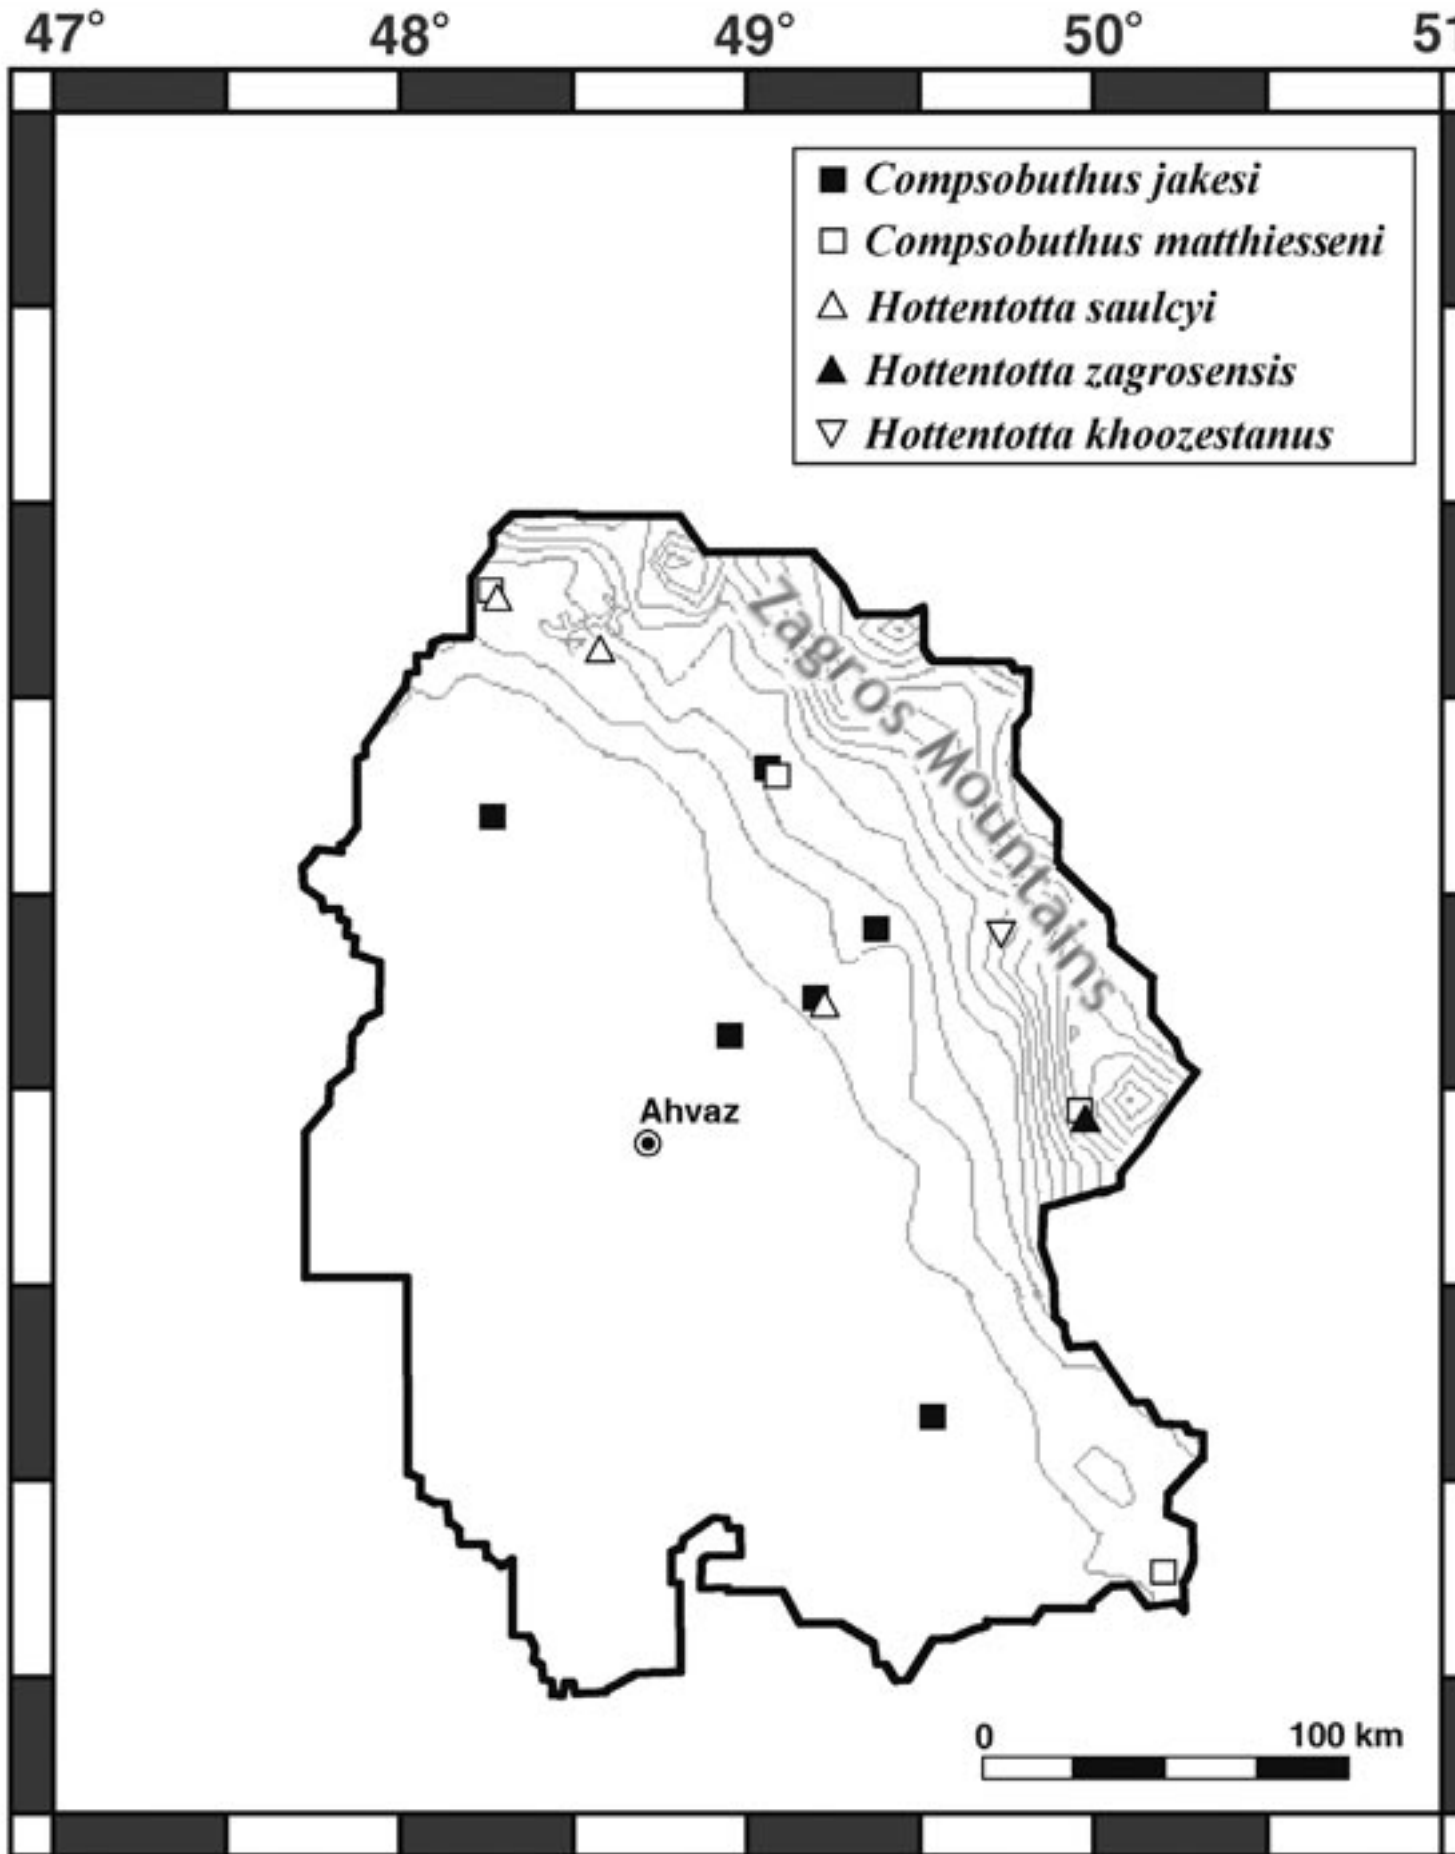 47° 48° 49° 50° 51
Compsobuthus jakesi
Compsobuthus matthiesseni
Hottentotta saulcyi
Hottentotta zagrosensis
Hottentotta khoozestanus
Zagros Mountains
Ahvaz
0 100 km